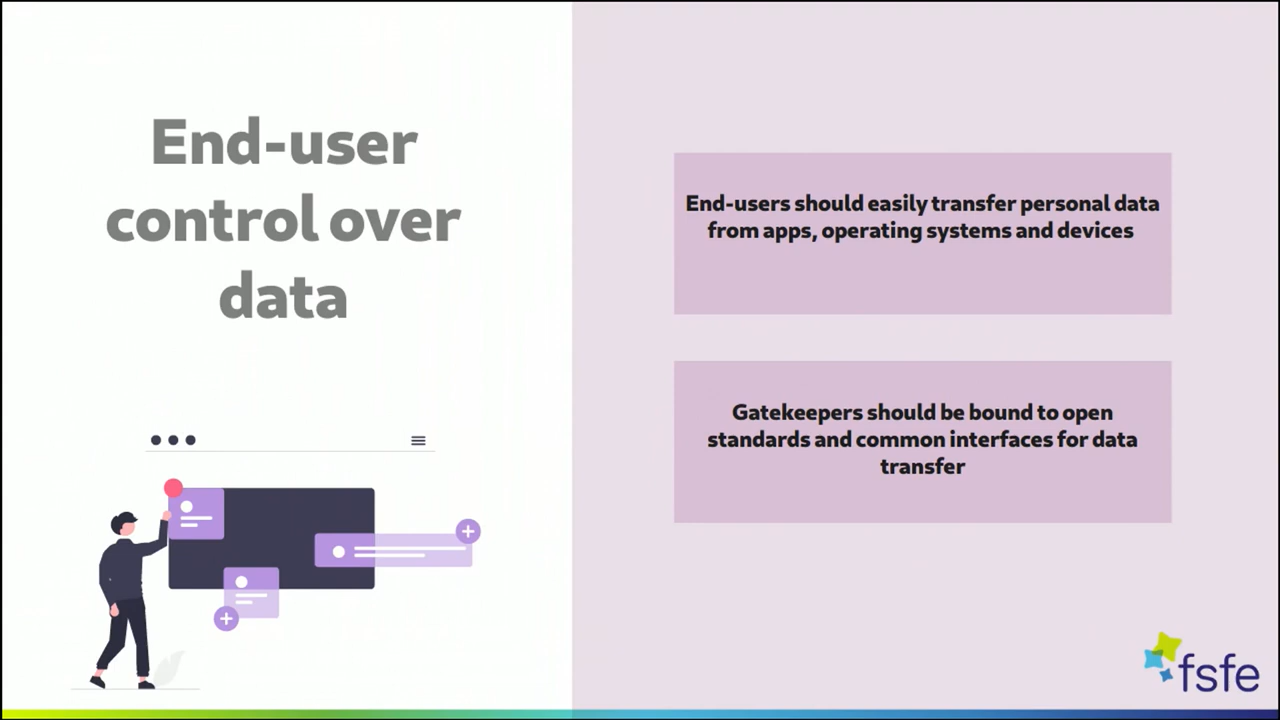 End-user
control over
data
End-users should easily transfer personal data
from apps, operating systems and devices
Gatekeepers should be bound to open
standards and common interfaces for data
transfer
fsfe